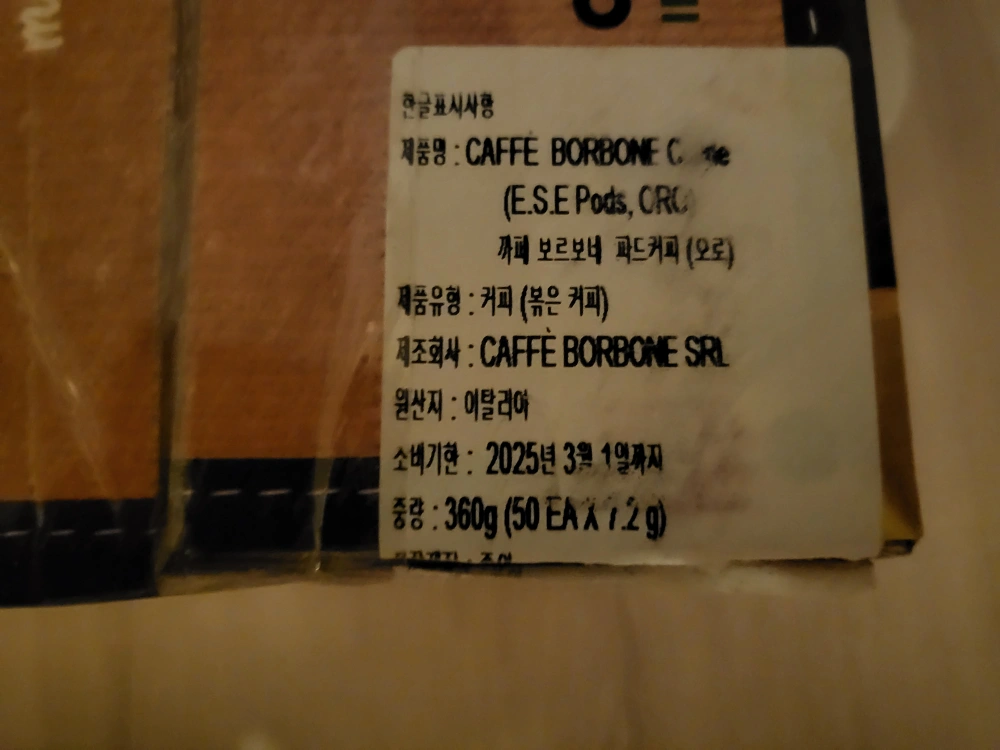 m
한글표시사항
제품명 : CAFFÈ BORBONE
(E.S.E Pods,
까페 보르보네 파드커피 (오로)
제품유형 : 커피 (볶은 커피)
제조회사 : CAFFÈ BORBONE SRL
원산지 : 이탈리아
소비기한 : 2025년 3월 1일까지
중량 : 360g (50 EA X 7.2 g)